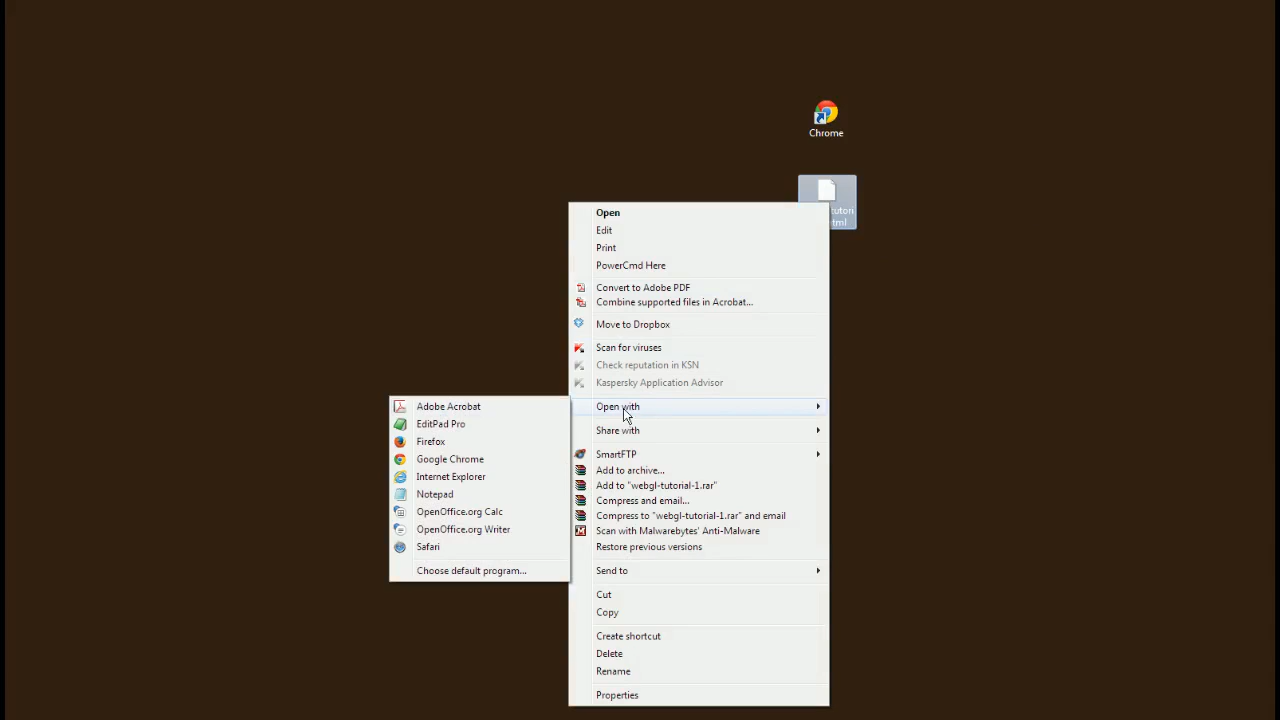 Chrome
tutori
tml
Open
Edit
Print
PowerCmd Here
Convert to Adobe PDF
Combine supported files in Acrobat...
Move to Dropbox
Scan for viruses
Check reputation in KSN
Kaspersky Application Advisor
Open with
Share with
SmartFTP
Add to archive...
Add to "webgl-tutorial-1.rar"
Compress and email...
Compress to "webgl-tutorial-1.rar" and email
Scan with Malwarebytes' Anti-Malware
Restore previous versions
Send to
Cut
Copy
Create shortcut
Delete
Rename
Properties
Adobe Acrobat
EditPad Pro
Firefox
Google Chrome
Internet Explorer
Notepad
OpenOffice.org Calc
OpenOffice.org Writer
Safari
Choose default program...